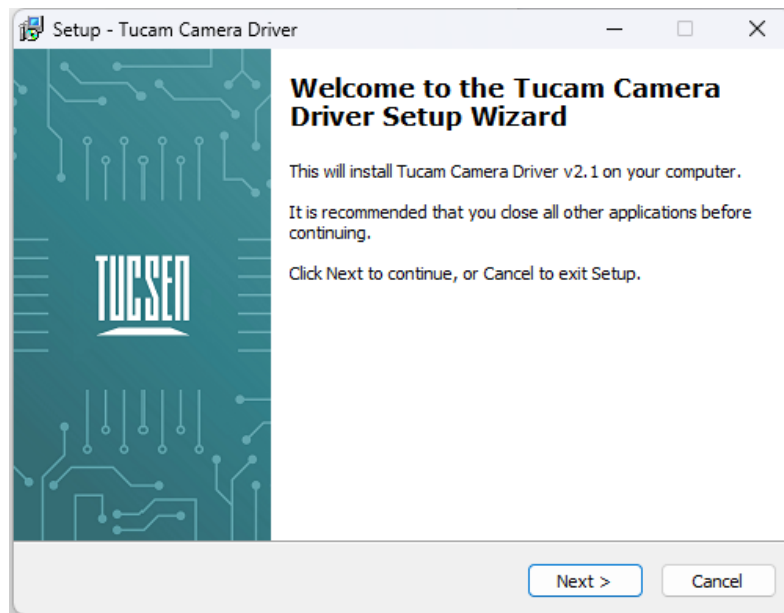 Setup - Tucam Camera Driver
Welcome to the Tucam Camera
Driver Setup Wizard
This will install Tucam Camera Driver v2.1 on your computer.
It is recommended that you close all other applications before
continuing.
Click Next to continue, or Cancel to exit Setup.
TUCSEN
Next >
Cancel